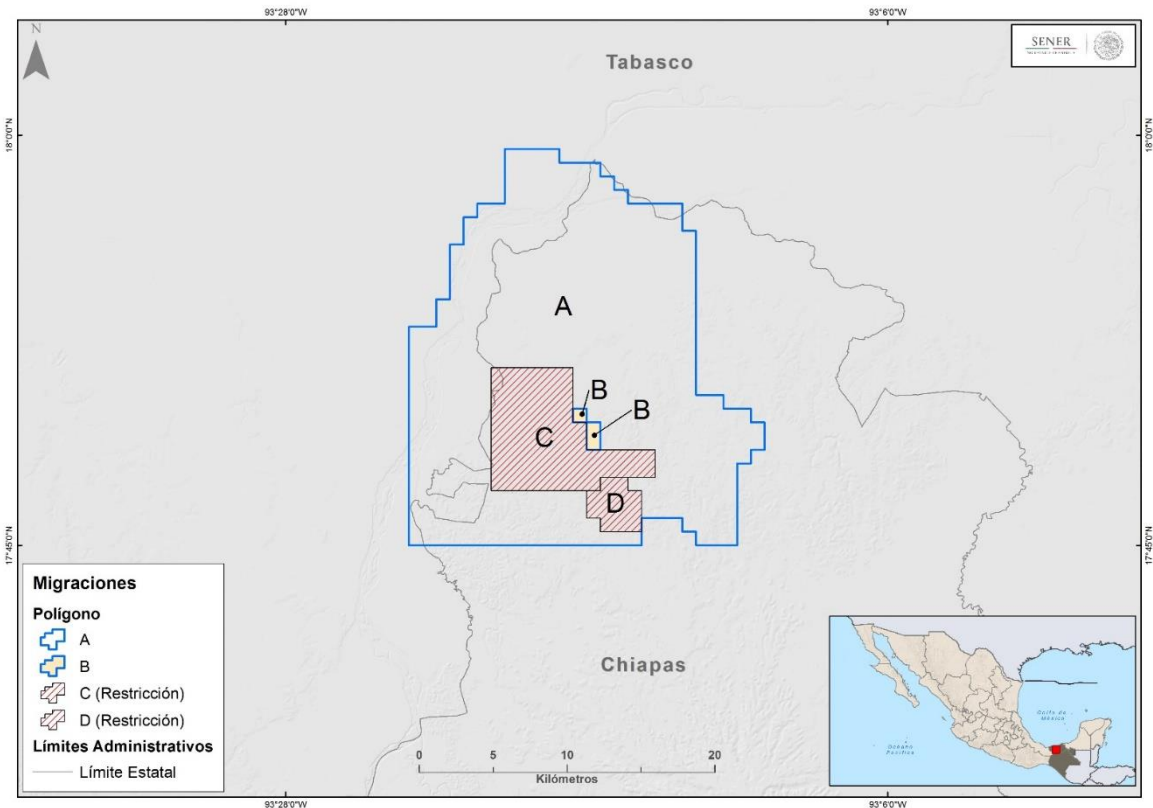 93°28'0"W
93°6'0"W
N
SENER
Tabasco
18°0'0"N
18°0'0"N
A
B
B
C
D
17°45'0"N
17°45'0"N
Migraciones
Polígono
A
B
C (Restricción)
D (Restricción)
Límites Administrativos
Límite Estatal
Chiapas
0 5 10 20
Kilómetros
Golfo de
México
Océano
Pacífico
93°28'0"W
93°6'0"W